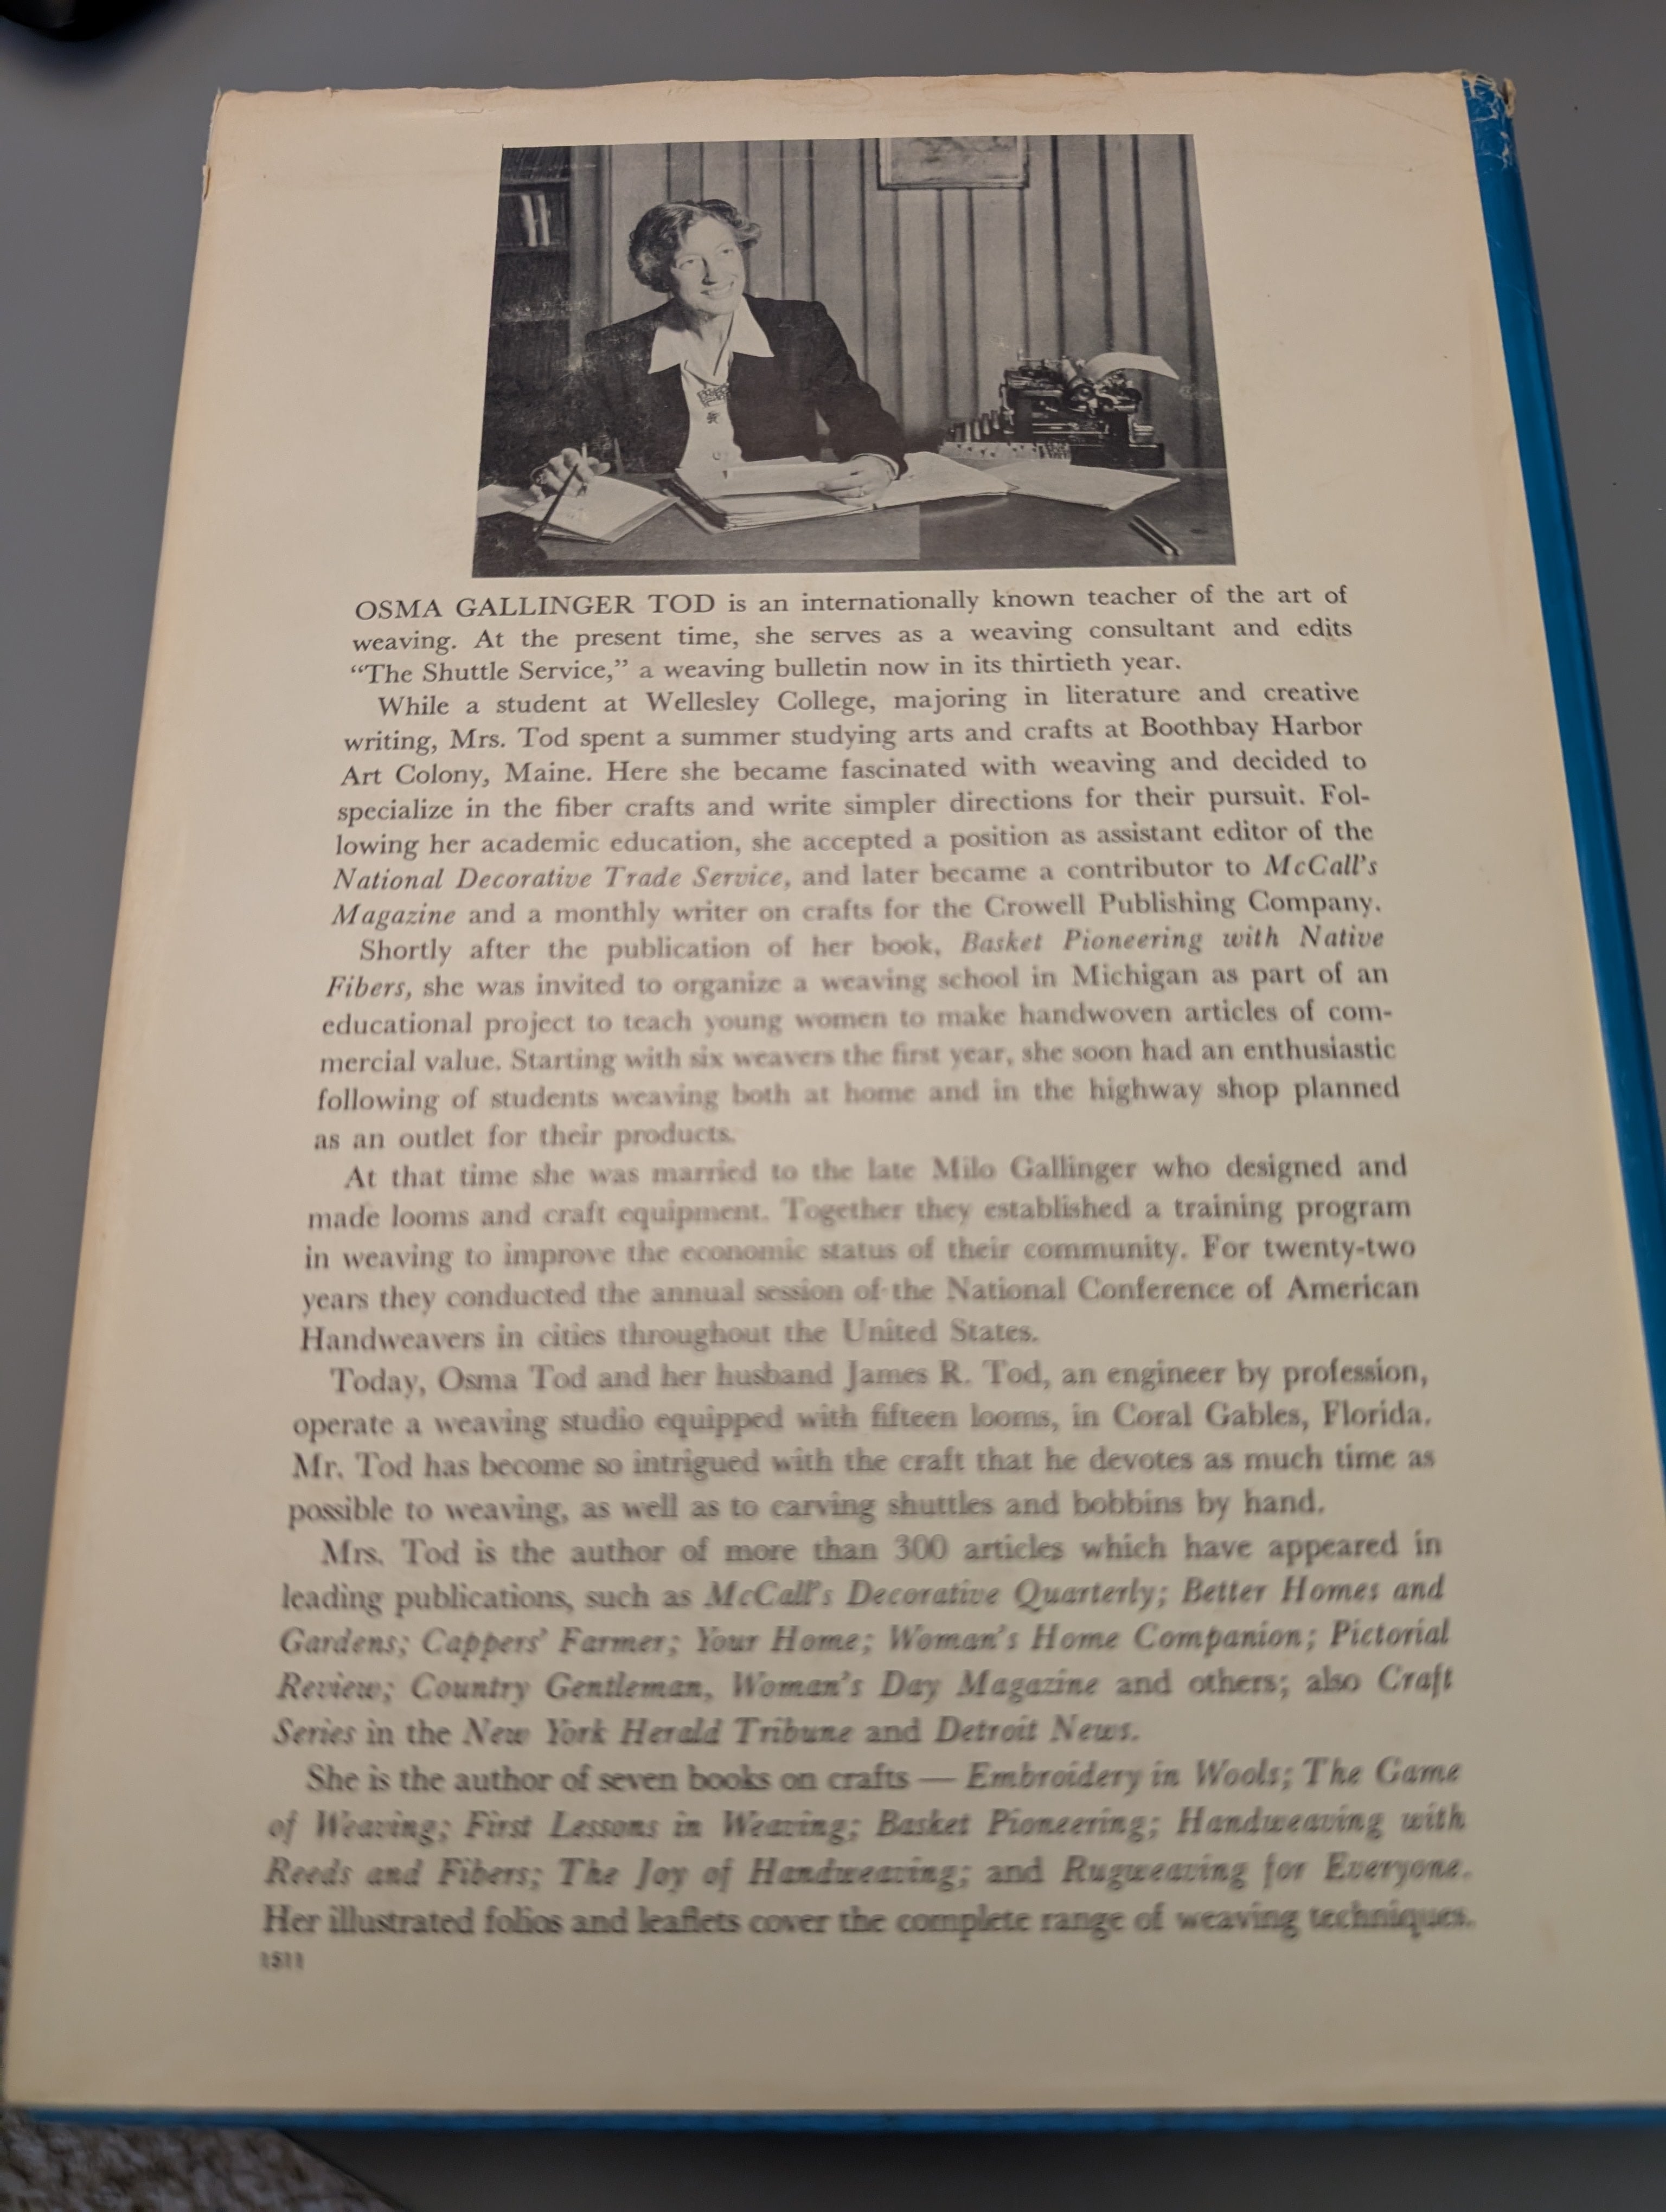 OSMA GALLINGER TOD is an internationally known teacher of the art of
weaving. At the present time, she serves as a weaving consultant and edits
“The Shuttle Service,” a weaving bulletin now in its thirtieth year.
While a student at Wellesley College, majoring in literature and creative
writing, Mrs. Tod spent a summer studying arts and crafts at Boothbay Harbor
Art Colony, Maine. Here she became fascinated with weaving and decided to
specialize in the fiber crafts and write simpler directions for their pursuit. Fol-
lowing her academic education, she accepted a position as assistant editor of the
National Decorative Trade Service, and later became a contributor to McCall’s
Magazine and a monthly writer on crafts for the Crowell Publishing Company.
Shortly after the publication of her book, Basket Pioneering with Native
Fibers, she was invited to organize a weaving school in Michigan as part of an
educational project to teach young women to make handwoven articles of com-
mercial value. Starting with six weavers the first year, she soon had an enthusiastic
following of students weaving both at home and in the highway shop planned
as an outlet for their products.
At that time she was married to the late Milo Gallinger who designed and
made looms and craft equipment. Together they established a training program
in weaving to improve the economic status of their community. For twenty-two
years they conducted the annual session of the National Conference of American
Handweavers in cities throughout the United States.
Today, Osma Tod and her husband James R. Tod, an engineer by profession,
operate a weaving studio equipped with fifteen looms, in Coral Gables, Florida.
Mr. Tod has become so intrigued with the craft that he devotes as much time as
possible to weaving, as well as to carving shuttles and bobbins by hand.
Mrs. Tod is the author of more than 300 articles which have appeared in
leading publications, such as McCall’s Decorative Quarterly; Better Homes and
Gardens; Cappers’ Farmer; Your Home; Woman’s Home Companion; Pictorial
Review; Country Gentleman, Woman’s Day Magazine and others; also Craft
Series in the New York Herald Tribune and Detroit News.
She is the author of seven books on crafts — Embroidery in Wools; The Game
of Weaving; First Lessons in Weaving; Basket Pioneering; Handweaving with
Reeds and Fibers; The Joy of Handweaving; and Rugweaving for Everyone.
Her illustrated folios and leaflets cover the complete range of weaving techniques.
1511